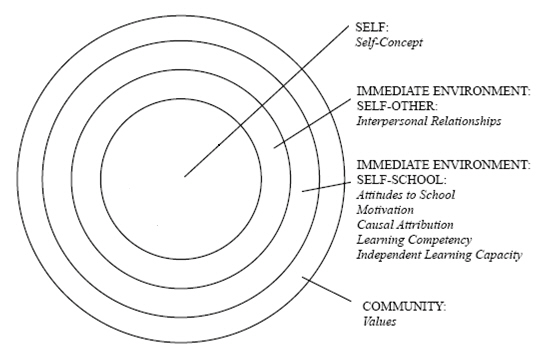 SELF:
Self-Concept
IMMEDIATE ENVIRONMENT:
SELF-OTHER:
Interpersonal Relationships
IMMEDIATE ENVIRONMENT:
SELF-SCHOOL:
Attitudes to School
Motivation
Causal Attribution
Learning Competency
Independent Learning Capacity
COMMUNITY:
Values